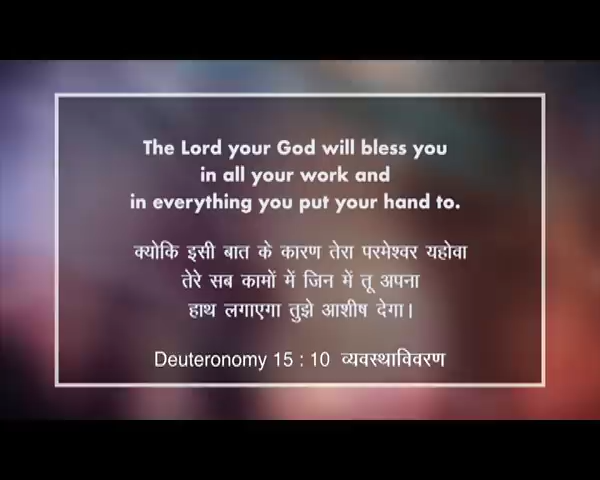 The Lord your God will bless you
in all your work and
in everything you put your hand to.
क्योकि इसी बात के कारण तेरा परमेश्वर यहोवा
तेरे सब कामों में जिन में तू अपना
हाथ लगाएगा तुझे आशीष देगा।
Deuteronomy 15 : 10 व्यवस्थाविवरण